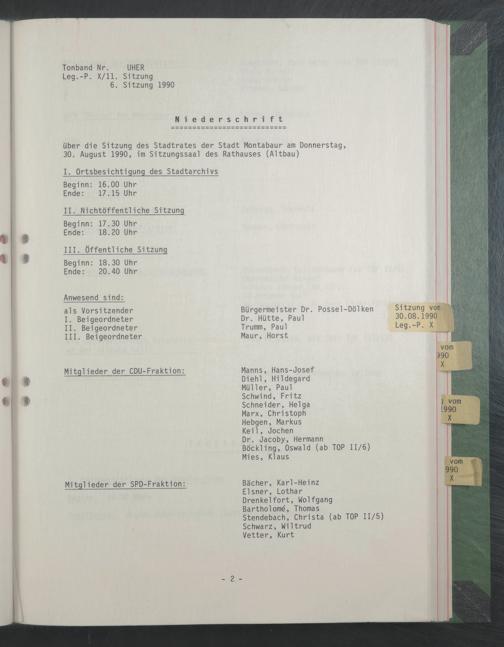 Tonband Nr. UHER
Leg.-P. X/11. Sitzung
6. Sitzung 1990
Niederschrift
über die Sitzung des Stadtrates der Stadt Montabaur am Donnerstag,
30. August 1990, im Sitzungssaal des Rathauses (Altbau)
I. Ortsbesichtigung des Stadtarchivs
Beginn: 16.00 Uhr
Ende: 17.15 Uhr
II. Nichtöffentliche Sitzung
Beginn: 17.30 Uhr
Ende: 18.20 Uhr
III. Öffentliche Sitzung
Beginn: 18.30 Uhr
Ende: 20.40 Uhr
Anwesend sind:
als Vorsitzender Bürgermeister Dr. Possel-Dölken
I. Beigeordneter Dr. Hütte, Paul
II. Beigeordneter Trumm, Paul
III. Beigeordneter Maur, Horst
Mitglieder der CDU-Fraktion: Manns, Hans-Josef
Diehl, Hildegard
Müller, Paul
Schwind, Fritz
Schneider, Helga
Marx, Christoph
Hebgen, Markus
Keil, Jochen
Dr. Jacoby, Hermann
Böckling, Oswald (ab TOP II/6)
Mies, Klaus
Mitglieder der SPD-Fraktion: Bächer, Karl-Heinz
Elsner, Lothar
Drenkelfort, Wolfgang
Bartholomé, Thomas
Stendebach, Christa (ab TOP II/5)
Schwarz, Wiltrud
Vetter, Kurt
- 2 -
Sitzung vom
30.08.1990
Leg.-P. X
vom
990
X
vom
1990
X
vom
990
X